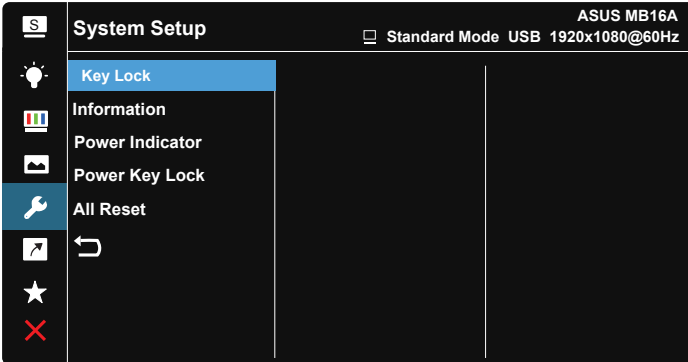 S
System Setup
ASUS MB16A
Standard Mode USB 1920x1080@60Hz
Key Lock
Information
Power Indicator
Power Key Lock
All Reset